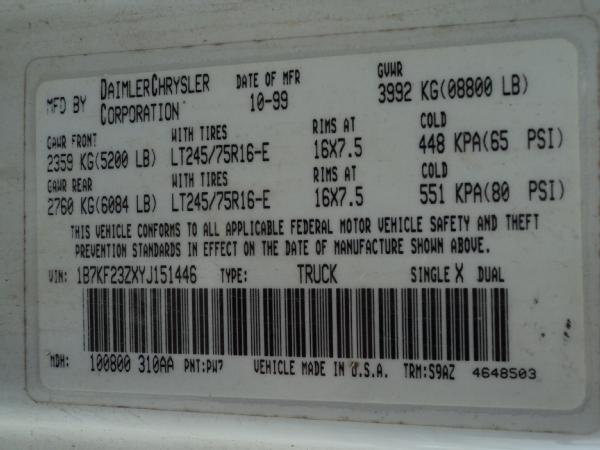 MFD BY DAIMLERCHRYSLER CORPORATION DATE OF MFR 10-99 GVWR 3992 KG(08800 LB)
GAWR FRONT WITH TIRES RIMS AT COLD
2359 KG(5200 LB) LT245/75R16-E 16X7.5 448 KPA(65 PSI)
GAWR REAR WITH TIRES RIMS AT COLD
2760 KG(6084 LB) LT245/75R16-E 16X7.5 551 KPA(80 PSI)
THIS VEHICLE CONFORMS TO ALL APPLICABLE FEDERAL MOTOR VEHICLE SAFETY AND THEFT
PREVENTION STANDARDS IN EFFECT ON THE DATE OF MANUFACTURE SHOWN ABOVE.
VIN: 1B7KF23ZXYJ151446 TYPE: TRUCK SINGLE X DUAL
MDH: 100800 310AA PNT:PW7 VEHICLE MADE IN U.S.A. TRM:S9AZ 4648503